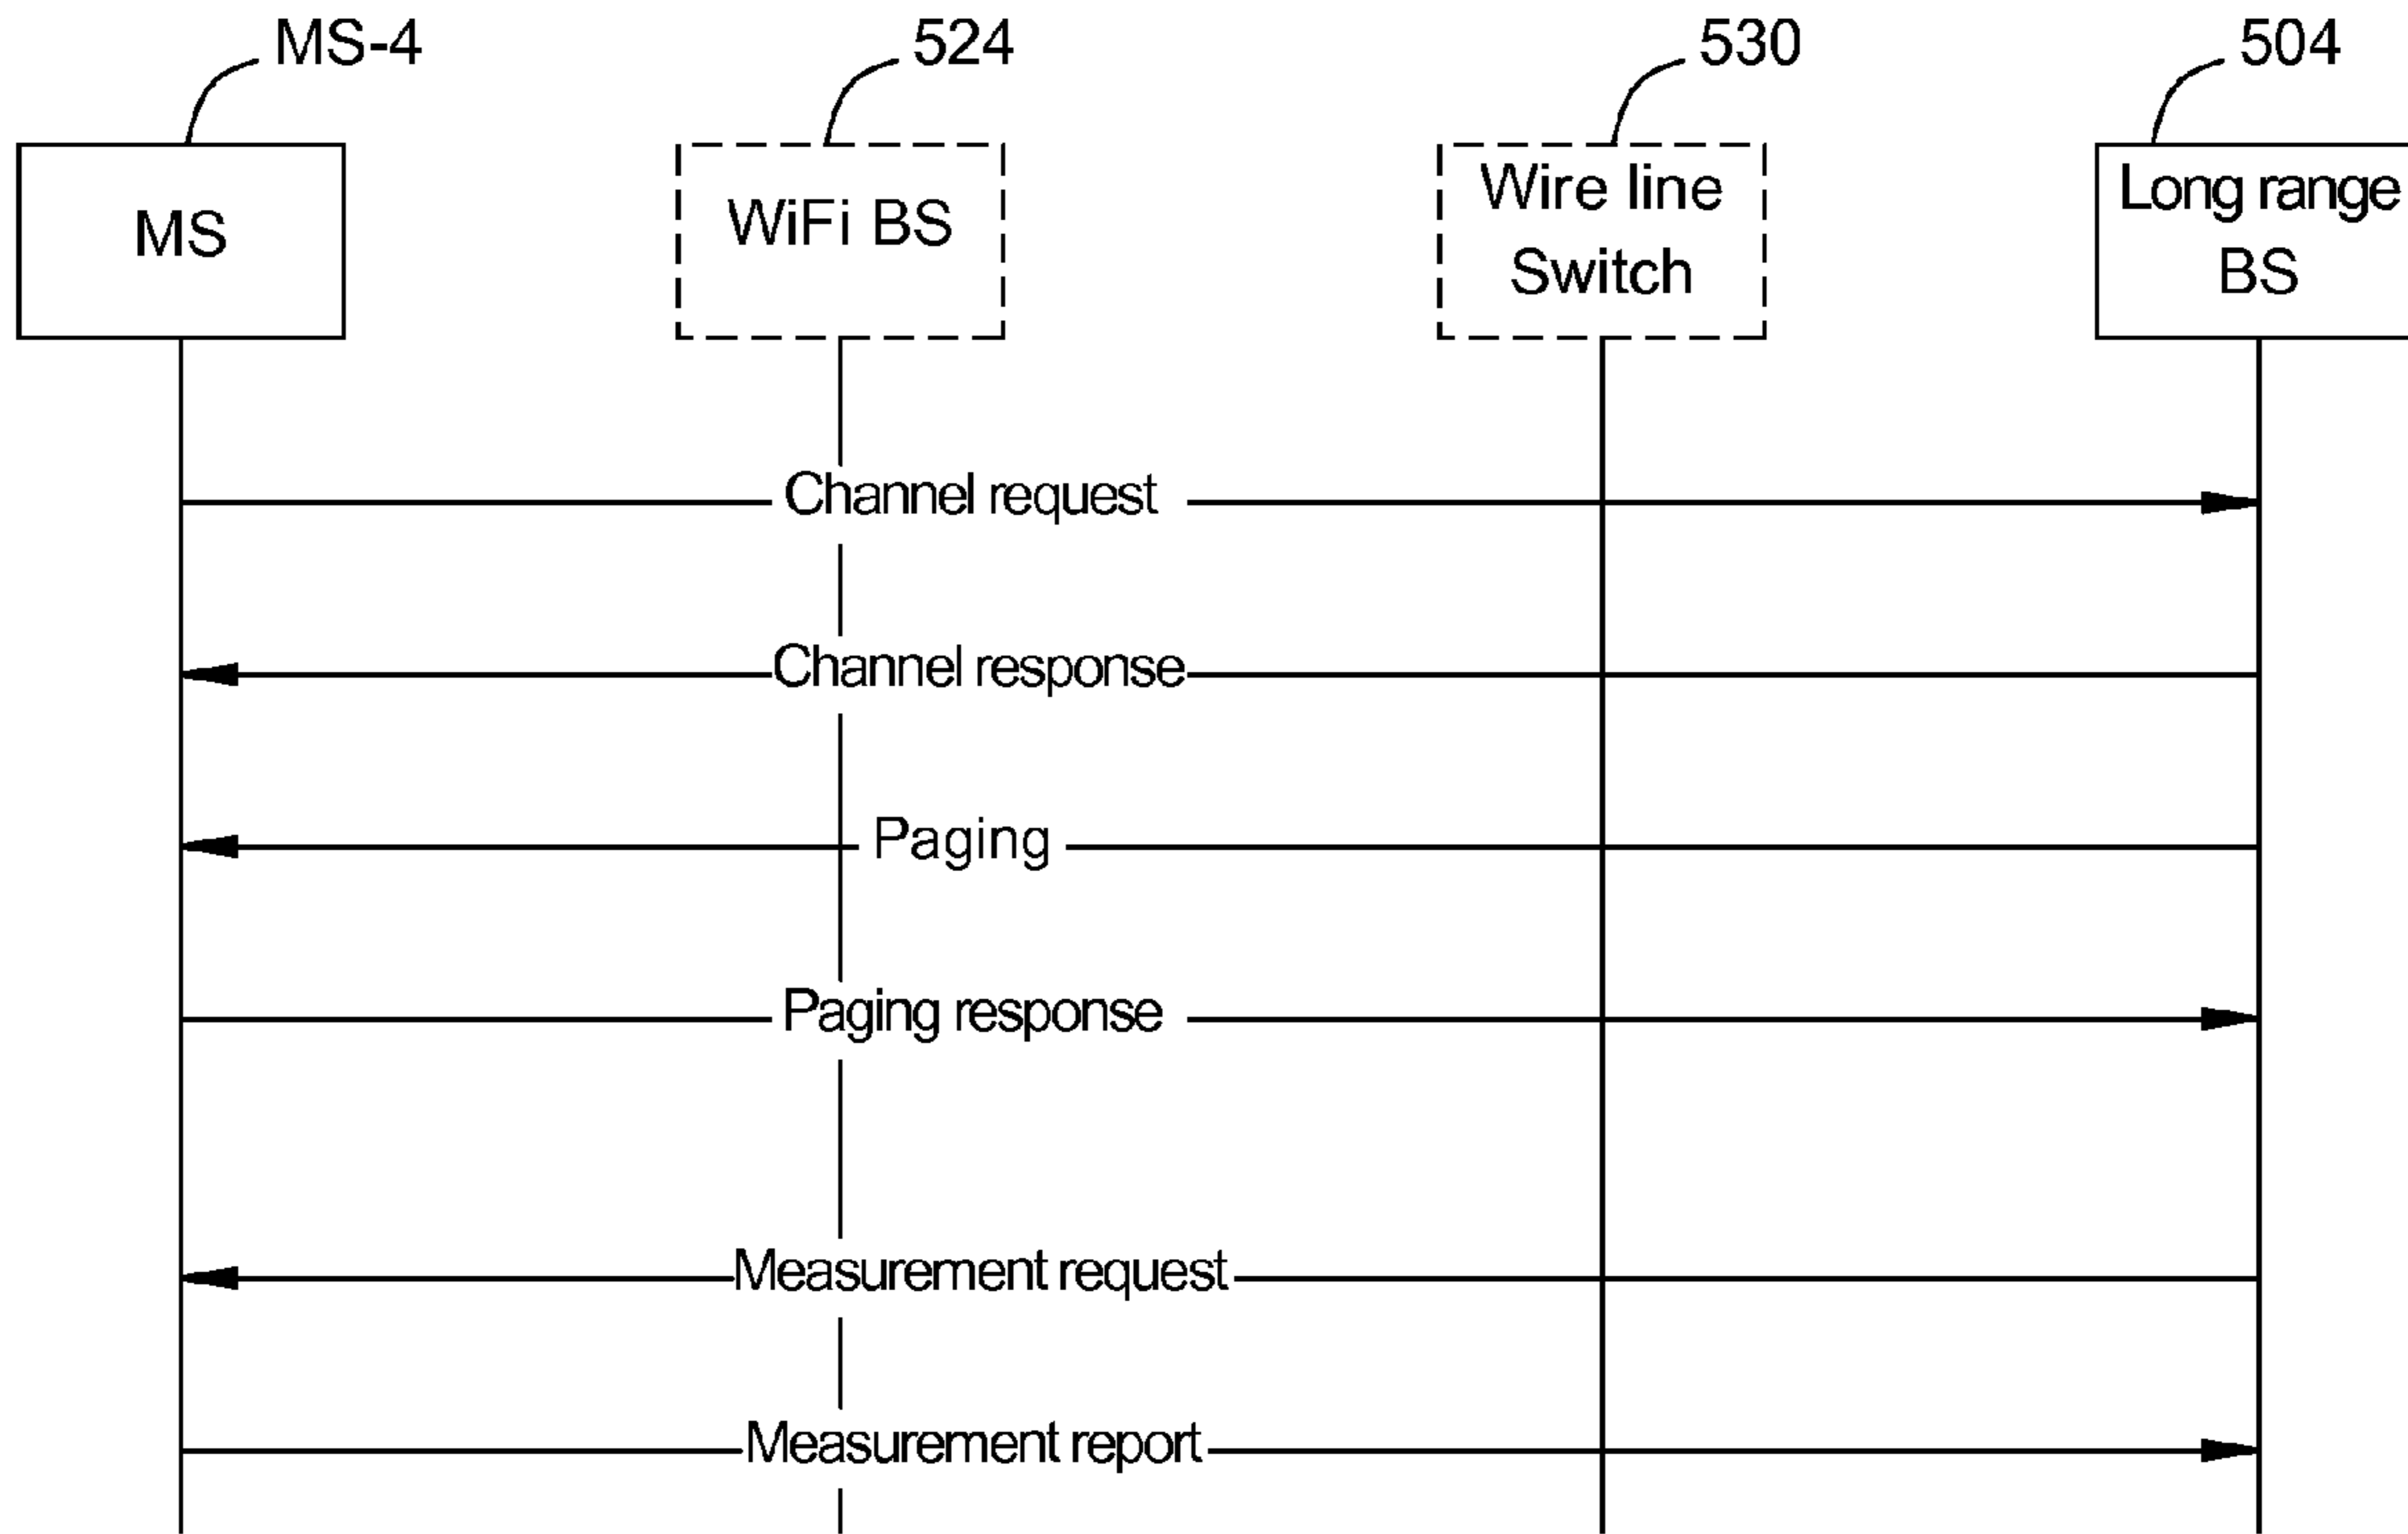 MS-4
524
530
504
MS
WiFi BS
Wire line
Switch
Long range
BS
Channel request
Channel response
Paging
Paging response
Measurement request
Measurement report